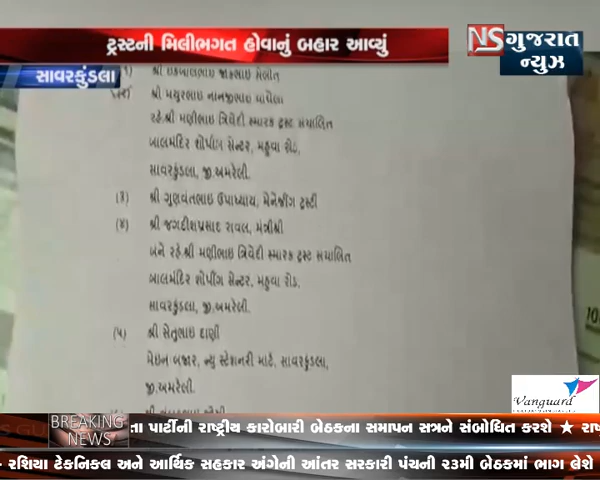 ટ્રસ્ટની મિલીભગત હોવાનું બહાર આવ્યું
NS ગુજરાત
ન્યુઝ
સાવરકુંડલા
(૨) શ્રી મયુરભાઇ નાનજીભાઇ વાઘેલા
રહે.શ્રી મણીભાઇ ત્રિવેદી સ્મારક ટ્રસ્ટ સંચાલિત
બાલમંદિર શોપીંગ સેન્ટર, મહુવા રોડ,
સાવરકુંડલા, જી.અમરેલી.
(૩) શ્રી ગુણવંતભાઇ ઉપાધ્યાય, મેનેજીંગ ટ્રસ્ટી
(૪) શ્રી જગદીશપ્રસાદ રાવલ, મંત્રીશ્રી
બંને રહે.શ્રી મણીભાઇ ત્રિવેદી સ્મારક ટ્રસ્ટ સંચાલિત
બાલમંદિર શોપીંગ સેન્ટર, મહુવા રોડ,
સાવરકુંડલા, જી.અમરેલી.
(૫) શ્રી સેતુભાઇ દાણી
મેઇન બજાર, ન્યુ સ્ટેશનરી માર્ટ, સાવરકુંડલા,
જી.અમરેલી.
Vanguard
BREAKING
NEWS
તા પાર્ટીની રાષ્ટ્રીય કારોબારી બેઠકના સમાપન સત્રને સંબોધિત કરશે ★ રાષ્
રશિયા ટેકનિકલ અને આર્થિક સહકાર અંગેની આંતર સરકારી પંચની ૨૩મી બેઠકમાં ભાગ લેશે